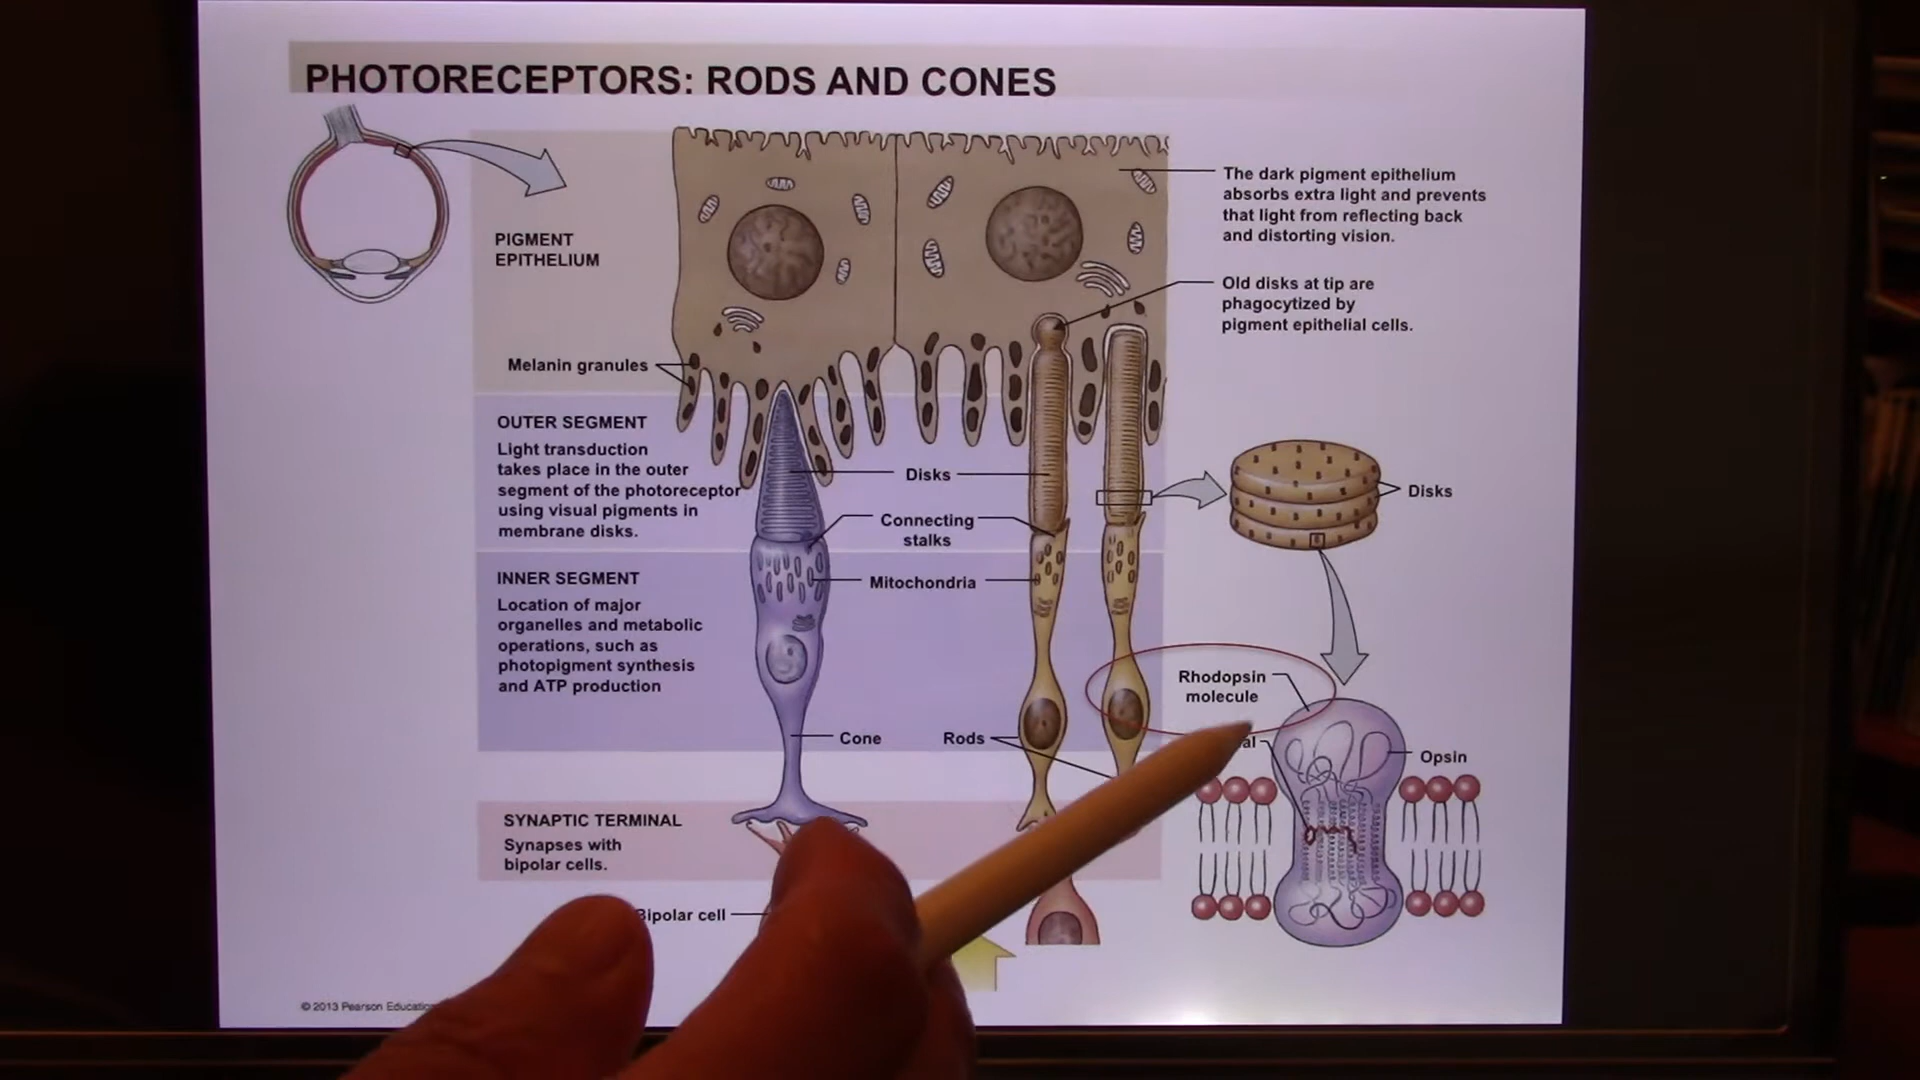 PHOTORECEPTORS: RODS AND CONES
PIGMENT
EPITHELIUM
The dark pigment epithelium
absorbs extra light and prevents
that light from reflecting back
and distorting vision.
Old disks at tip are
phagocytized by
pigment epithelial cells.
Melanin granules
OUTER SEGMENT
Light transduction
takes place in the outer
segment of the photoreceptor
using visual pigments in
membrane disks.
Disks
Disks
Connecting
stalks
INNER SEGMENT
Location of major
organelles and metabolic
operations, such as
photopigment synthesis
and ATP production
Mitochondria
Rhodopsin
molecule
Cone
Rods
Opsin
SYNAPTIC TERMINAL
Synapses with
bipolar cells.
Bipolar cell
© 2013 Pearson